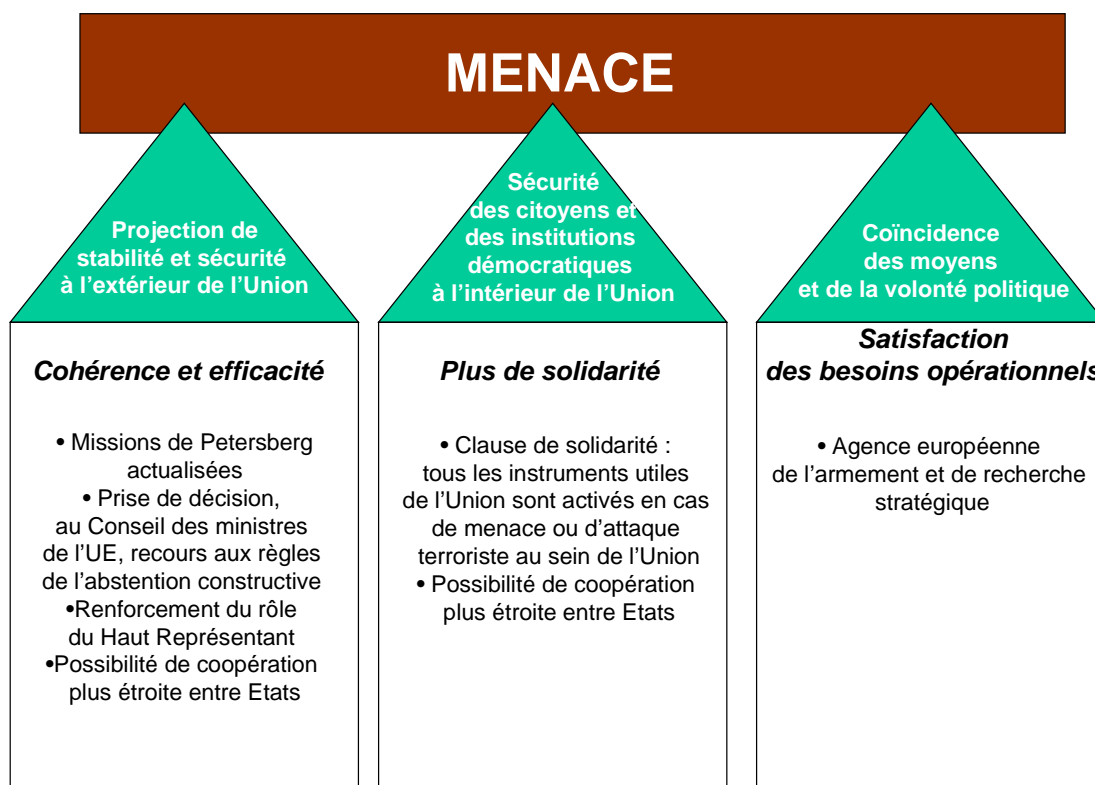 MENACE
Projection de
stabilité et sécurité
à l'extérieur de l'Union
Cohérence et efficacité
• Missions de Petersberg
actualisées
• Prise de décision,
au Conseil des ministres
de l'UE, recours aux règles
de l'abstention constructive
•Renforcement du rôle
du Haut Représentant
•Possibilité de coopération
plus étroite entre Etats
Sécurité
des citoyens et
des institutions
démocratiques
à l'intérieur de l'Union
Plus de solidarité
• Clause de solidarité :
tous les instruments utiles
de l'Union sont activés en cas
de menace ou d'attaque
terroriste au sein de l'Union
• Possibilité de coopération
plus étroite entre Etats
Coïncidence
des moyens
et de la volonté politique
Satisfaction
des besoins opérationnels
• Agence européenne
de l'armement et de recherche
stratégique